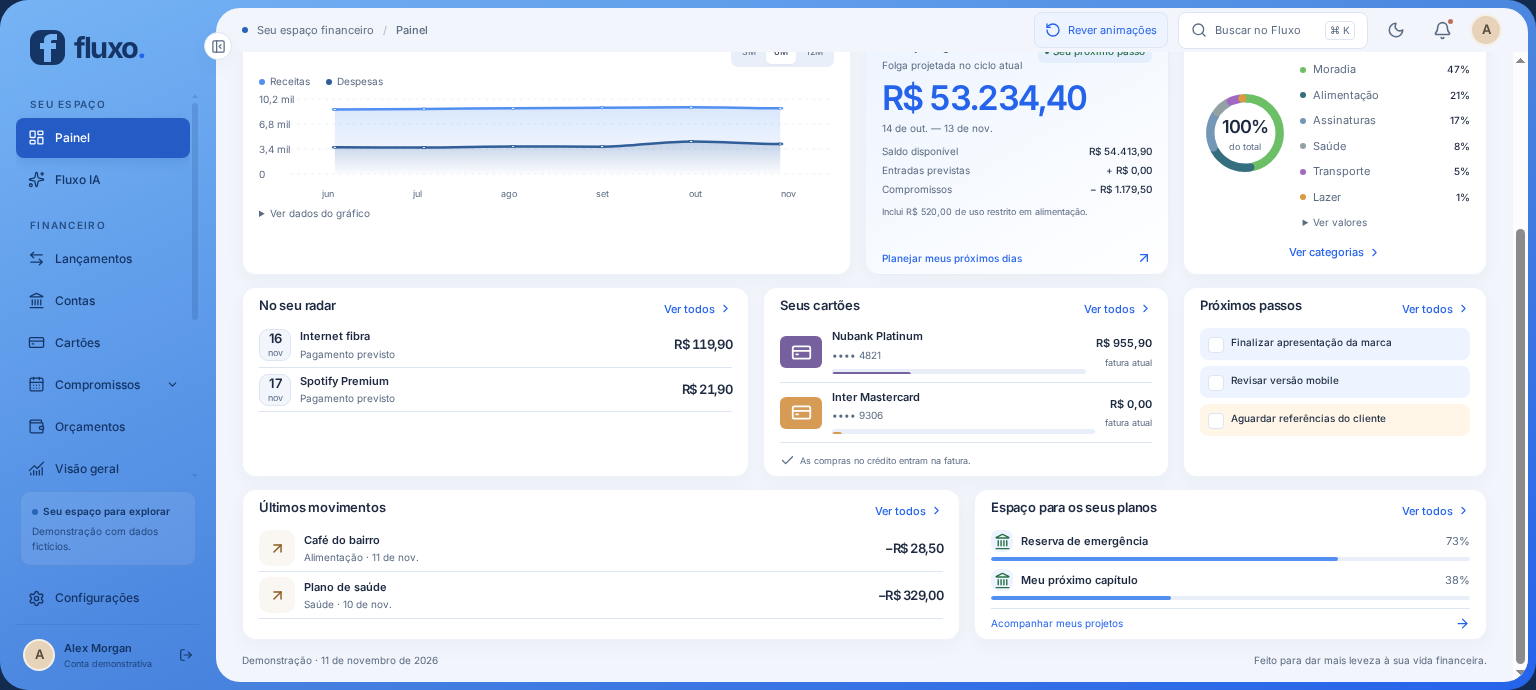 fluxo.
SEU ESPAÇO
Painel
Fluxo IA
FINANCEIRO
Lançamentos
Contas
Cartões
Compromissos
Orçamentos
Visão geral
Seu espaço para explorar
Demonstração com dados
fictícios.
Configurações
A
Alex Morgan
Conta demonstrativa
Seu espaço financeiro / Painel
Rever animações
Buscar no Fluxo ⌘ K
A
Receitas Despesas
10,2 mil
6,8 mil
3,4 mil
0
jun jul ago set out nov
Ver dados do gráfico
Seu próximo passo
Folga projetada no ciclo atual
R$ 53.234,40
14 de out. — 13 de nov.
Saldo disponível R$ 54.413,90
Entradas previstas + R$ 0,00
Compromissos − R$ 1.179,50
Inclui R$ 520,00 de uso restrito em alimentação.
Planejar meus próximos dias
100%
do total
Moradia 47%
Alimentação 21%
Assinaturas 17%
Saúde 8%
Transporte 5%
Lazer 1%
Ver valores
Ver categorias
No seu radar Ver todos
16 nov Internet fibra R$ 119,90
Pagamento previsto
17 nov Spotify Premium R$ 21,90
Pagamento previsto
Seus cartões Ver todos
Nubank Platinum R$ 955,90
•••• 4821 fatura atual
Inter Mastercard R$ 0,00
•••• 9306 fatura atual
As compras no crédito entram na fatura.
Próximos passos Ver todos
Finalizar apresentação da marca
Revisar versão mobile
Aguardar referências do cliente
Últimos movimentos Ver todos
Café do bairro −R$ 28,50
Alimentação · 11 de nov.
Plano de saúde −R$ 329,00
Saúde · 10 de nov.
Espaço para os seus planos Ver todos
Reserva de emergência 73%
Meu próximo capítulo 38%
Acompanhar meus projetos
Demonstração · 11 de novembro de 2026
Feito para dar mais leveza à sua vida financeira.